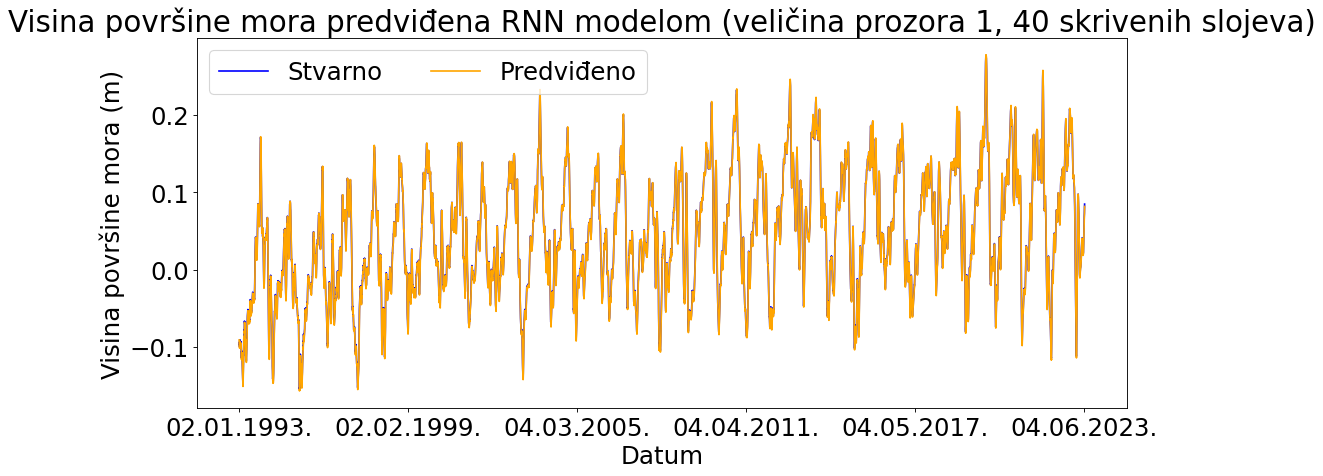 Visina površine mora predviđena RNN modelom (veličina prozora 1, 40 skrivenih slojeva)
Stvarno
Predviđeno
Visina površine mora (m)
0.2
0.1
0.0
−0.1
02.01.1993.
02.02.1999.
04.03.2005.
04.04.2011.
04.05.2017.
04.06.2023.
Datum